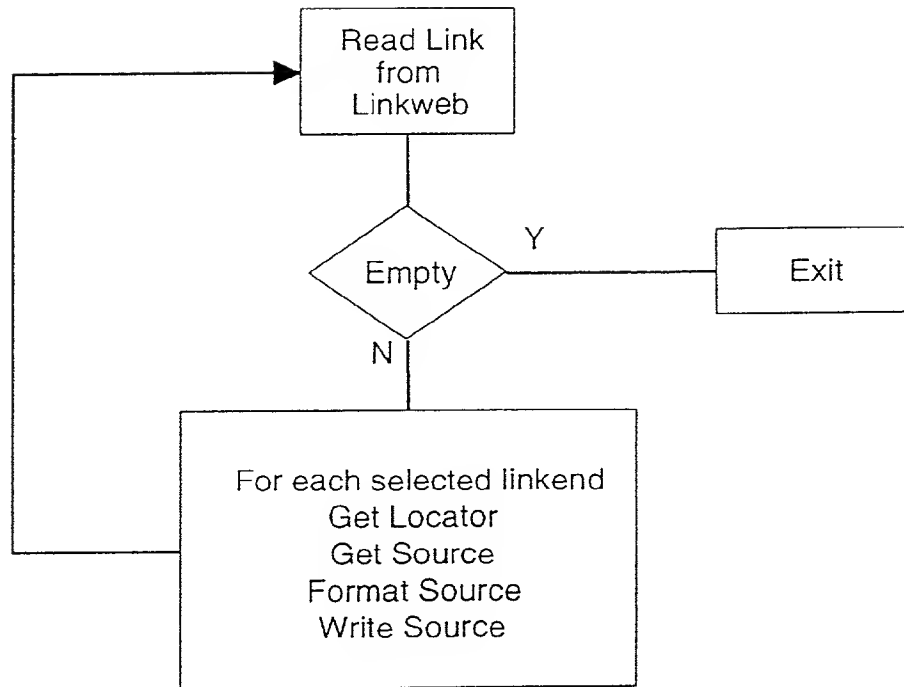 Read Link
from
Linkweb
Empty
Y
Exit
N
For each selected linkend
Get Locator
Get Source
Format Source
Write Source